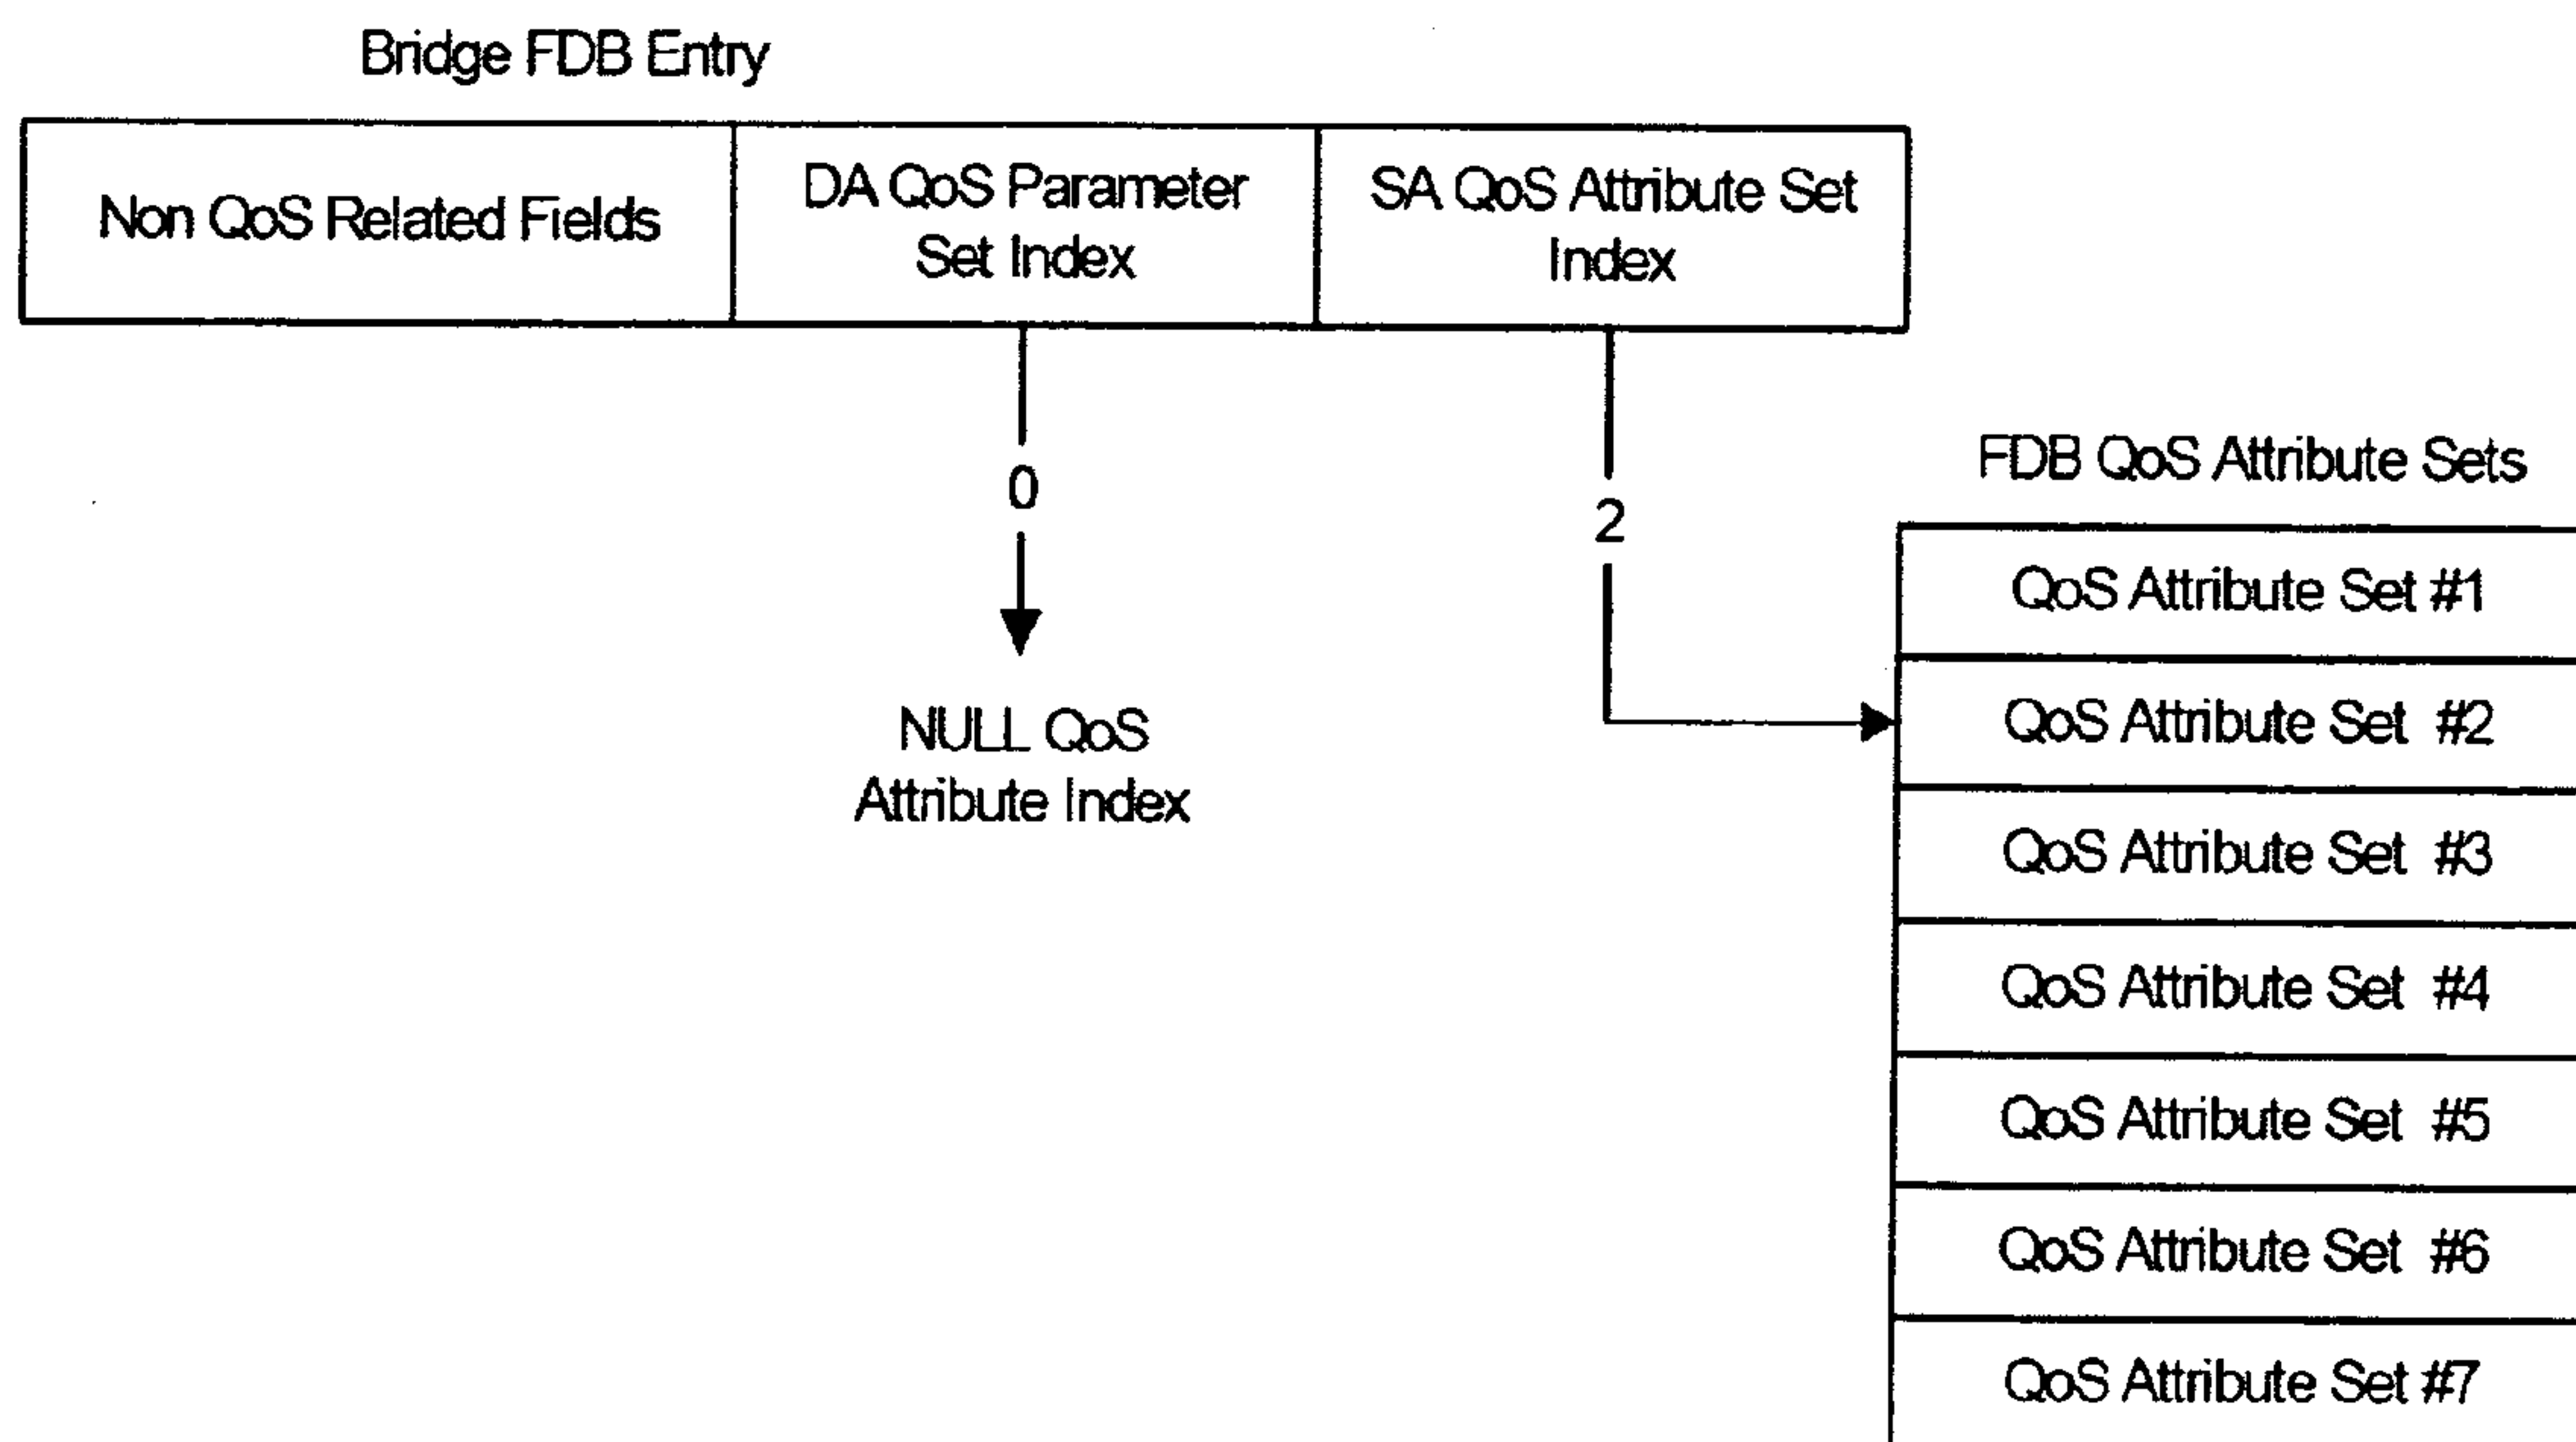 Bridge FDB Entry
Non QoS Related Fields
DA QoS Parameter
Set Index
SA QoS Attribute Set
Index
0
2
NULL QoS
Attribute Index
FDB QoS Attribute Sets
QoS Attribute Set #1
QoS Attribute Set #2
QoS Attribute Set #3
QoS Attribute Set #4
QoS Attribute Set #5
QoS Attribute Set #6
QoS Attribute Set #7